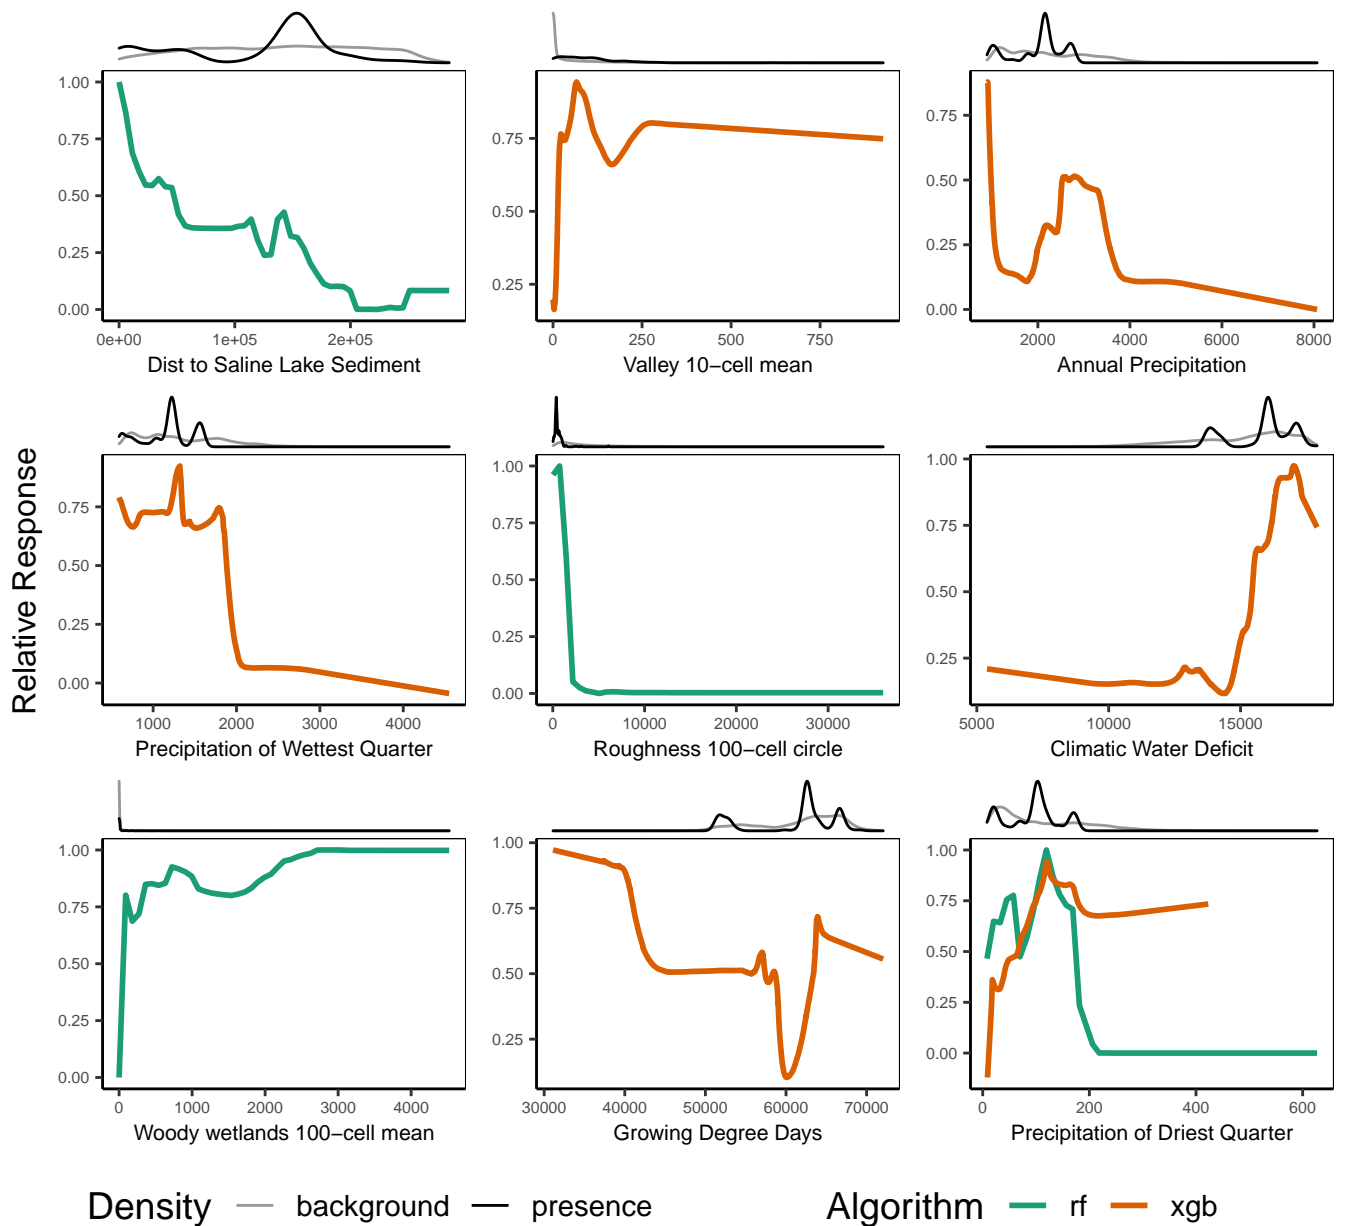 1.00
0.75
0.50
0.25
0.00
0e+00 1e+05 2e+05
Dist to Saline Lake Sediment
0.75
0.50
0.25
0 250 500 750
Valley 10−cell mean
0.75
0.50
0.25
0.00
2000 4000 6000 8000
Annual Precipitation
Relative Response
0.75
0.50
0.25
0.00
1000 2000 3000 4000
Precipitation of Wettest Quarter
1.00
0.75
0.50
0.25
0.00
0 10000 20000 30000
Roughness 100−cell circle
1.00
0.75
0.50
0.25
5000 10000 15000
Climatic Water Deficit
1.00
0.75
0.50
0.25
0.00
0 1000 2000 3000 4000
Woody wetlands 100−cell mean
1.00
0.75
0.50
0.25
30000 40000 50000 60000 70000
Growing Degree Days
1.00
0.75
0.50
0.25
0.00
0 200 400 600
Precipitation of Driest Quarter
Density background presence Algorithm rf xgb